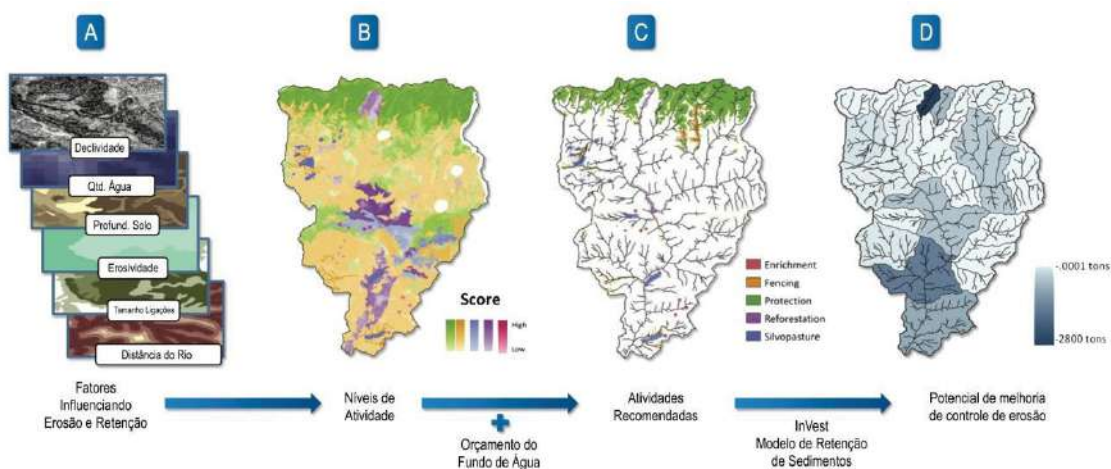 A
B
C
D
Declividade
Qtd. Água
Profund. Solo
Erosividade
Tamanho Ligações
Distância do Rio
Score
High
Low
Enrichment
Fencing
Protection
Reforestation
Silvopasture
-,0001 tons
-2800 tons
Fatores
Influenciando
Erosão e Retenção
Níveis de
Atividade
Orçamento do
Fundo de Água
Atividades
Recomendadas
InVest
Modelo de Retenção
de Sedimentos
Potencial de melhoria
de controle de erosão